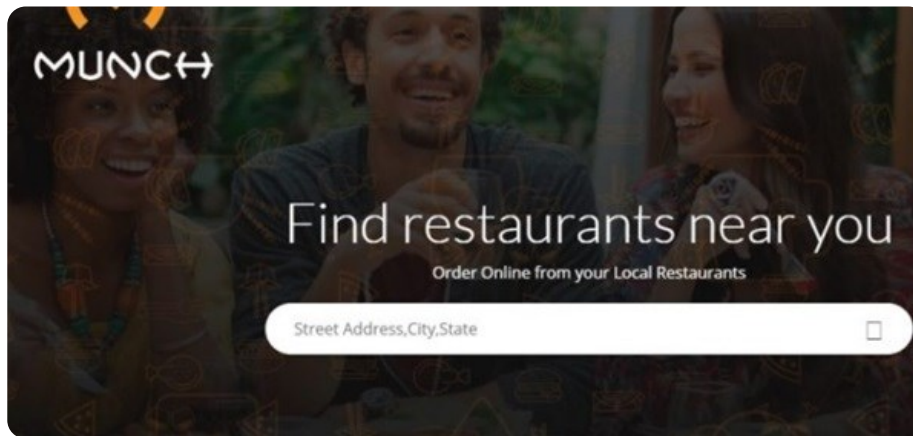 MUNCH
Find restaurants near you
Order Online from your Local Restaurants
Street Address,City,State